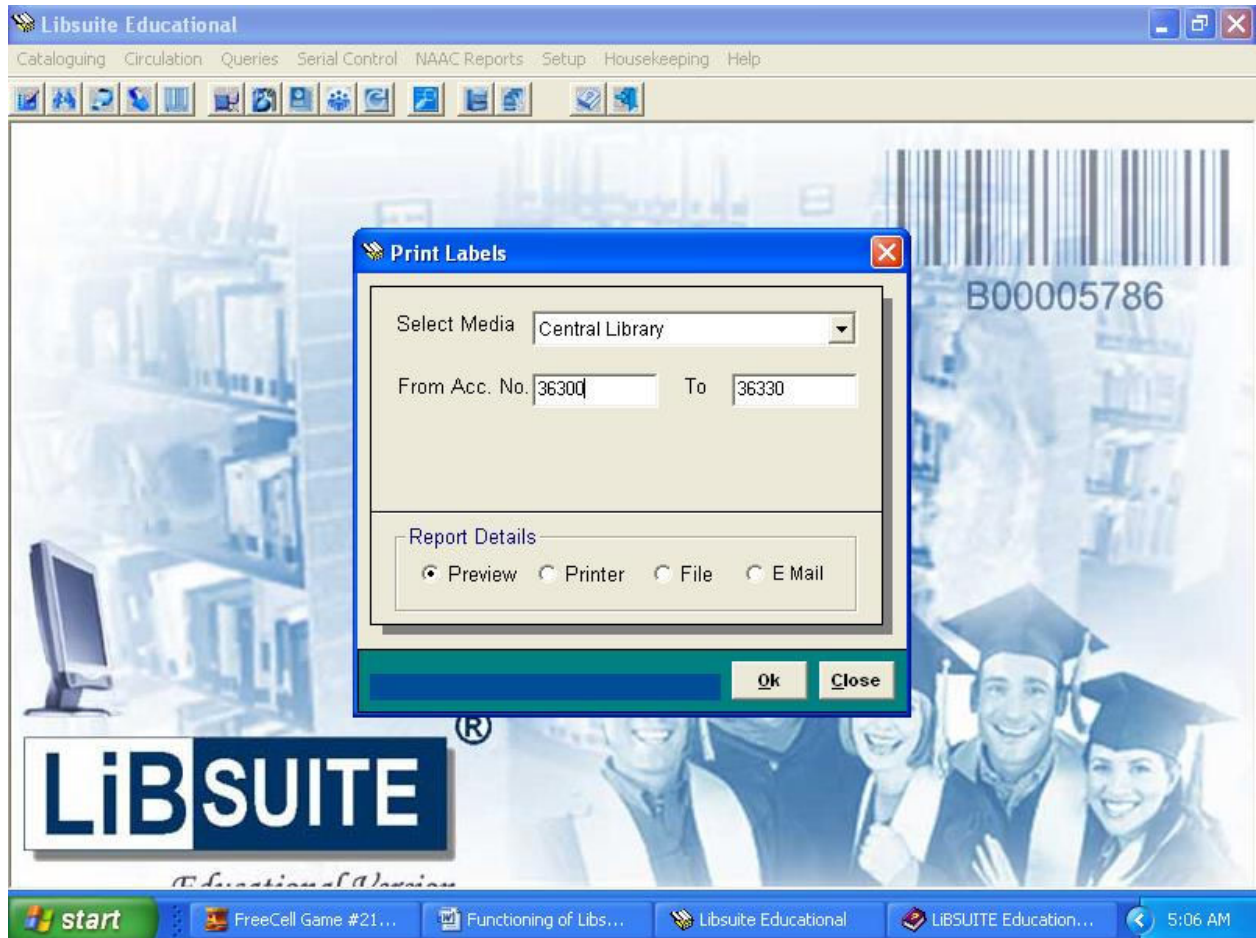 Libsuite Educational
Cataloguing Circulation Queries Serial Control NAAC Reports Setup Housekeeping Help
B00005786
Print Labels
Select Media Central Library
From Acc. No. 36300 To 36330
Report Details
Preview Printer File E Mail
Ok Close
®
LiBSUITE
Educational Version
start FreeCell Game #21... Functioning of Libs... Libsuite Educational LiBSUITE Education... 5:06 AM